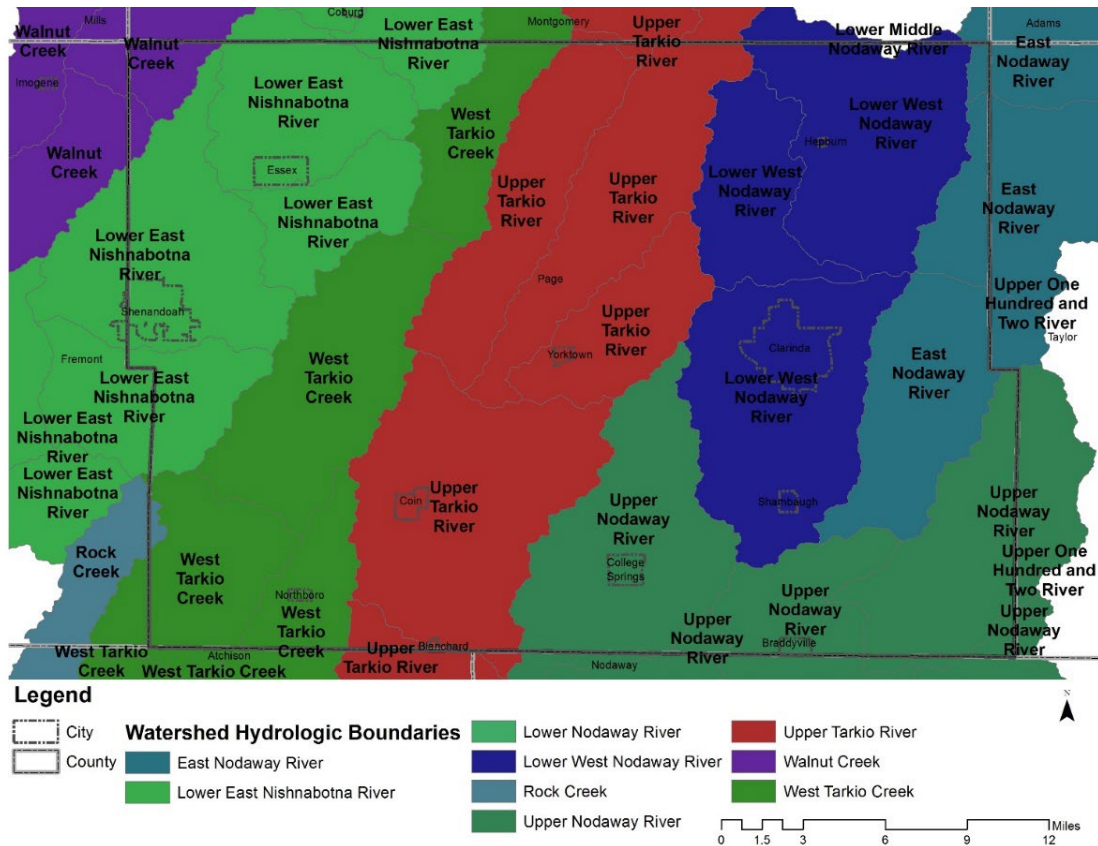 Mills
Coburg
Montgomery
Adams
Walnut
Creek
Walnut
Creek
Lower East
Nishnabotna
River
Upper
Tarkio
River
Lower Middle
Nodaway River
East
Nodaway
River
Imogene
Lower East
Nishnabotna
River
West
Tarkio
Creek
Lower West
Nodaway
River
Hepburn
Walnut
Creek
Essex
Upper
Tarkio
River
Upper
Tarkio
River
Lower West
Nodaway
River
East
Nodaway
River
Lower East
Nishnabotna
River
Lower East
Nishnabotna
River
Shenandoah
Page
Upper One
Hundred and
Two River
Taylor
Upper
Tarkio
River
Yorktown
Clarinda
Fremont
West
Tarkio
Creek
Lower West
Nodaway
River
East
Nodaway
River
Lower East
Nishnabotna
River
Lower East
Nishnabotna
River
Lower East
Nishnabotna
River
Coin
Upper
Tarkio
River
Upper
Nodaway
River
Shambaugh
Upper
Nodaway
River
Rock
Creek
West
Tarkio
Creek
College
Springs
Upper One
Hundred and
Two River
Northboro
West
Tarkio
Creek
Upper
Nodaway
River
Upper
Nodaway
River
Braddyville
Upper
Nodaway
River
West Tarkio
Creek
Atchison
West Tarkio Creek
Upper
Tarkio River
Blanchard
Nodaway
Legend
City
County
Watershed Hydrologic Boundaries
East Nodaway River
Lower East Nishnabotna River
Lower Nodaway River
Lower West Nodaway River
Rock Creek
Upper Nodaway River
Upper Tarkio River
Walnut Creek
West Tarkio Creek
N
Miles
0 1.5 3 6 9 12